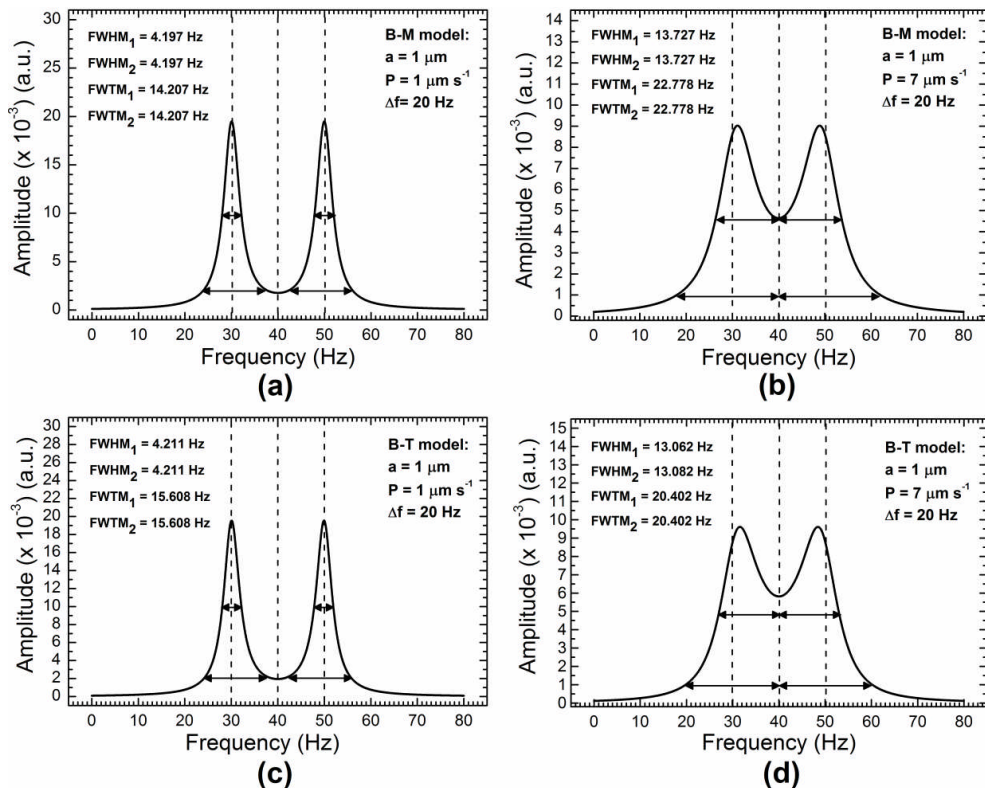 FWHM1 = 4.197 Hz
FWHM2 = 4.197 Hz
FWTM1 = 14.207 Hz
FWTM2 = 14.207 Hz
B-M model:
a = 1 μm
P = 1 μm s-1
Δf= 20 Hz
Amplitude (x 10-3) (a.u.)
30
25
20
15
10
5
0
0 10 20 30 40 50 60 70 80
Frequency (Hz)
(a)
FWHM1 = 13.727 Hz
FWHM2 = 13.727 Hz
FWTM1 = 22.778 Hz
FWTM2 = 22.778 Hz
B-M model:
a = 1 μm
P = 7 μm s-1
Δf = 20 Hz
Amplitude (x 10-3) (a.u.)
14
13
12
11
10
9
8
7
6
5
4
3
2
1
0
0 10 20 30 40 50 60 70 80
Frequency (Hz)
(b)
FWHM1 = 4.211 Hz
FWHM2 = 4.211 Hz
FWTM1 = 15.608 Hz
FWTM2 = 15.608 Hz
B-T model:
a = 1 μm
P = 1 μm s-1
Δf = 20 Hz
Amplitude (x 10-3) (a.u.)
28
26
24
22
20
18
16
14
12
10
8
6
4
2
0
0 10 20 30 40 50 60 70 80
Frequency (Hz)
(c)
FWHM1 = 13.062 Hz
FWHM2 = 13.082 Hz
FWTM1 = 20.402 Hz
FWTM2 = 20.402 Hz
B-T model:
a = 1 μm
P = 7 μm s-1
Δf = 20 Hz
Amplitude (x 10-3) (a.u.)
15
14
13
12
11
10
9
8
7
6
5
4
3
2
1
0
0 10 20 30 40 50 60 70 80
Frequency (Hz)
(d)